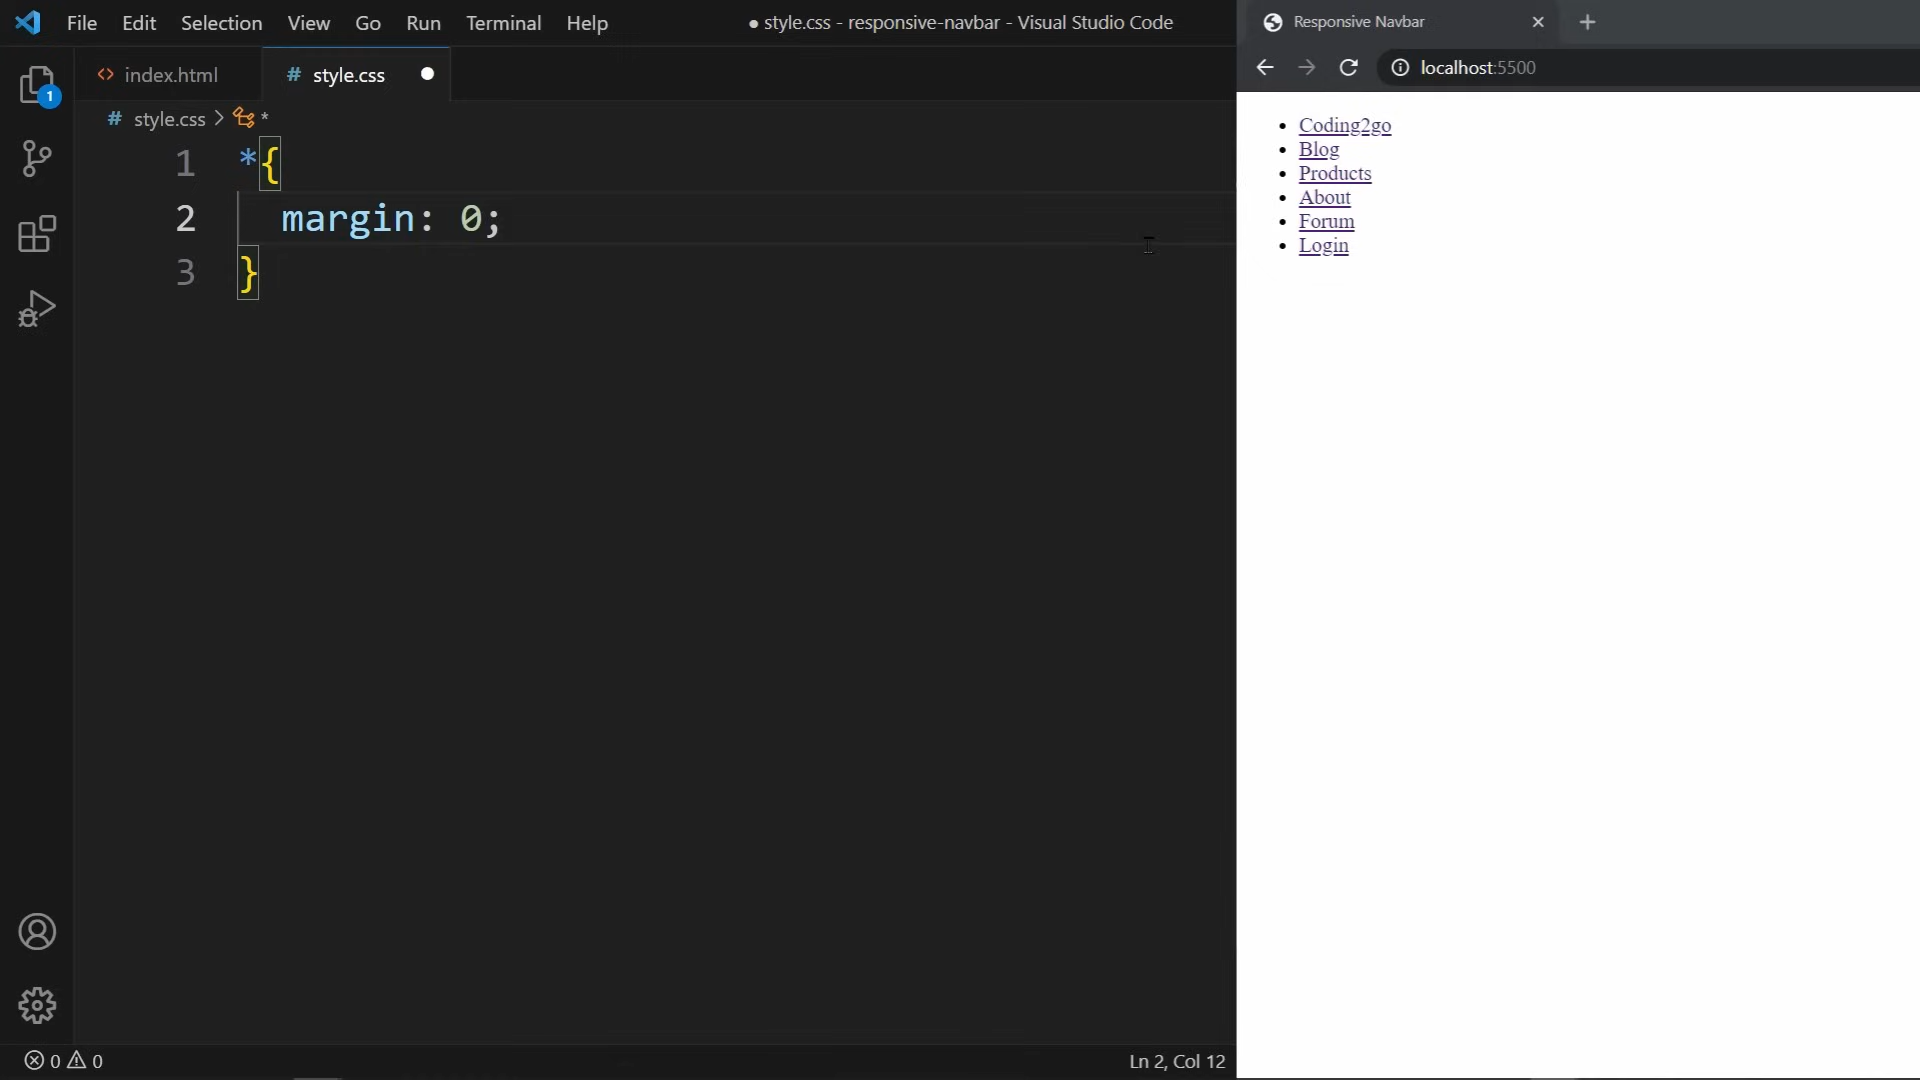 File Edit Selection View Go Run Terminal Help
● style.css - responsive-navbar - Visual Studio Code
index.html
# style.css
# style.css > *
1 *{
2 margin: 0;
3 }
1
0 0
Ln 2, Col 12
Responsive Navbar
localhost:5500
• Coding2go
• Blog
• Products
• About
• Forum
• Login